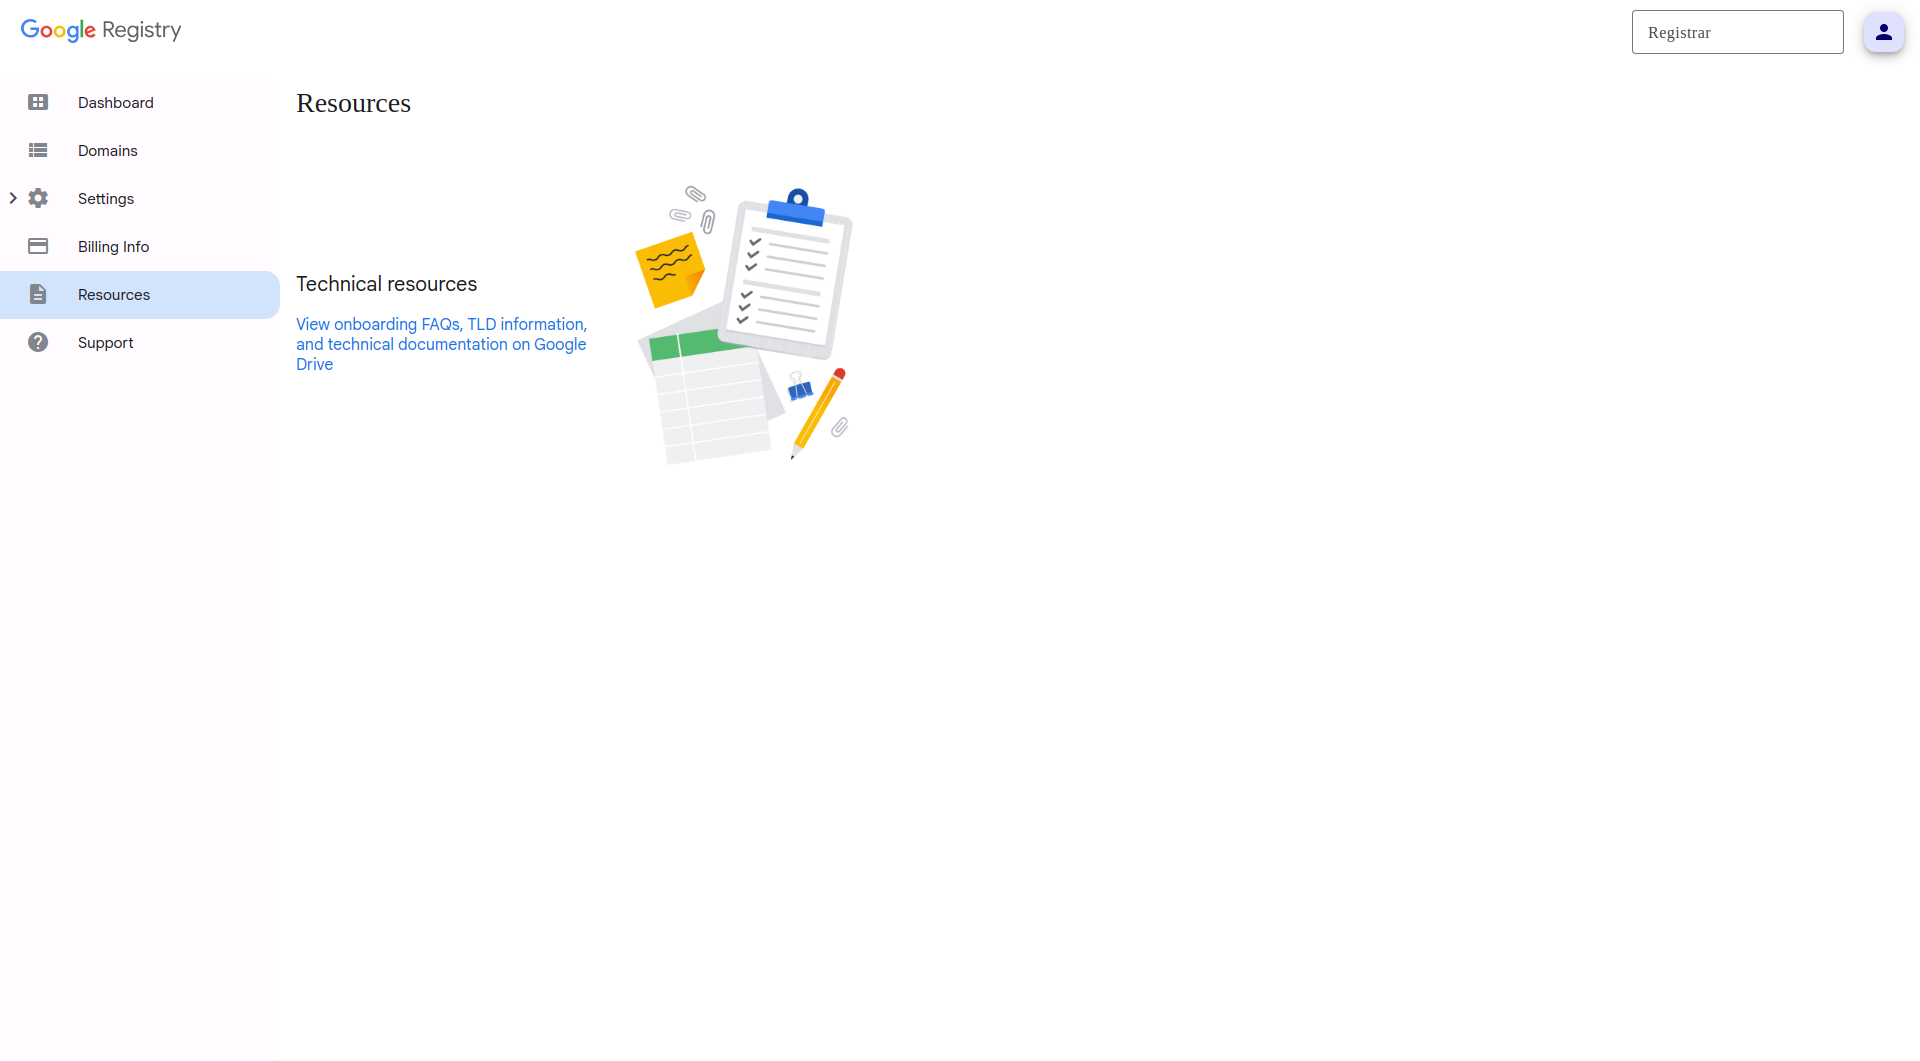 Google Registry
Registrar
Dashboard
Domains
Settings
Billing Info
Resources
Support
Resources
Technical resources
View onboarding FAQs, TLD information,
and technical documentation on Google
Drive